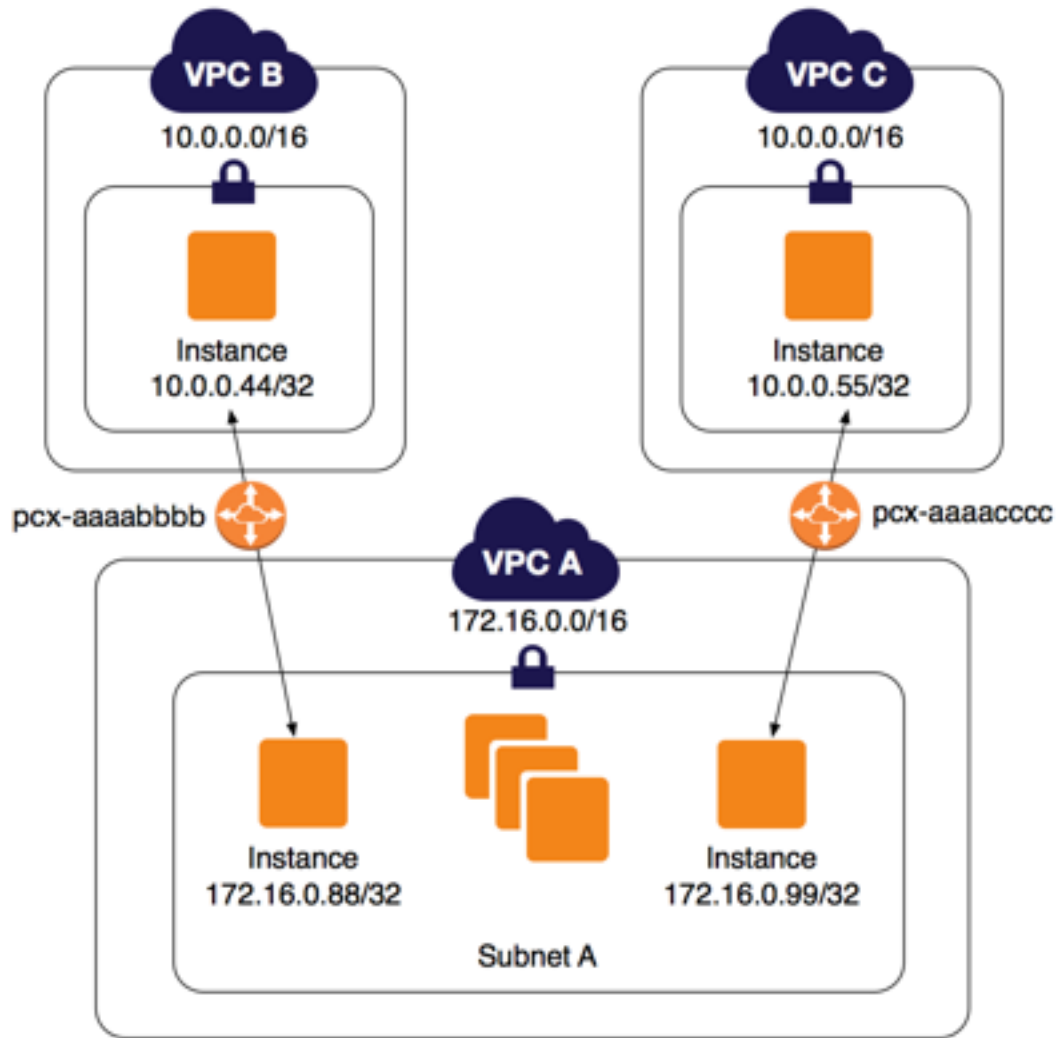 VPC B
10.0.0.0/16
Instance
10.0.0.44/32
VPC C
10.0.0.0/16
Instance
10.0.0.55/32
pcx-aaaabbbb
pcx-aaaacccc
VPC A
172.16.0.0/16
Instance
172.16.0.88/32
Instance
172.16.0.99/32
Subnet A